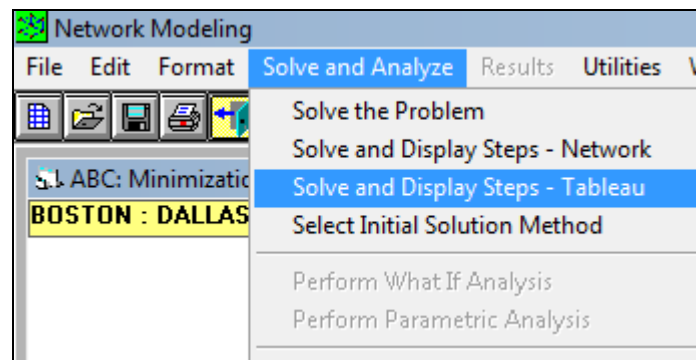 Network Modeling
File Edit Format Solve and Analyze Results Utilities
Solve the Problem
Solve and Display Steps - Network
ABC: Minimizatio
Solve and Display Steps - Tableau
BOSTON : DALLAS
Select Initial Solution Method
Perform What If Analysis
Perform Parametric Analysis